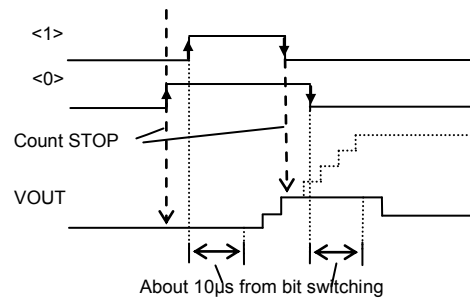 <1>
<0>
Count STOP
VOUT
About 10μs from bit switching